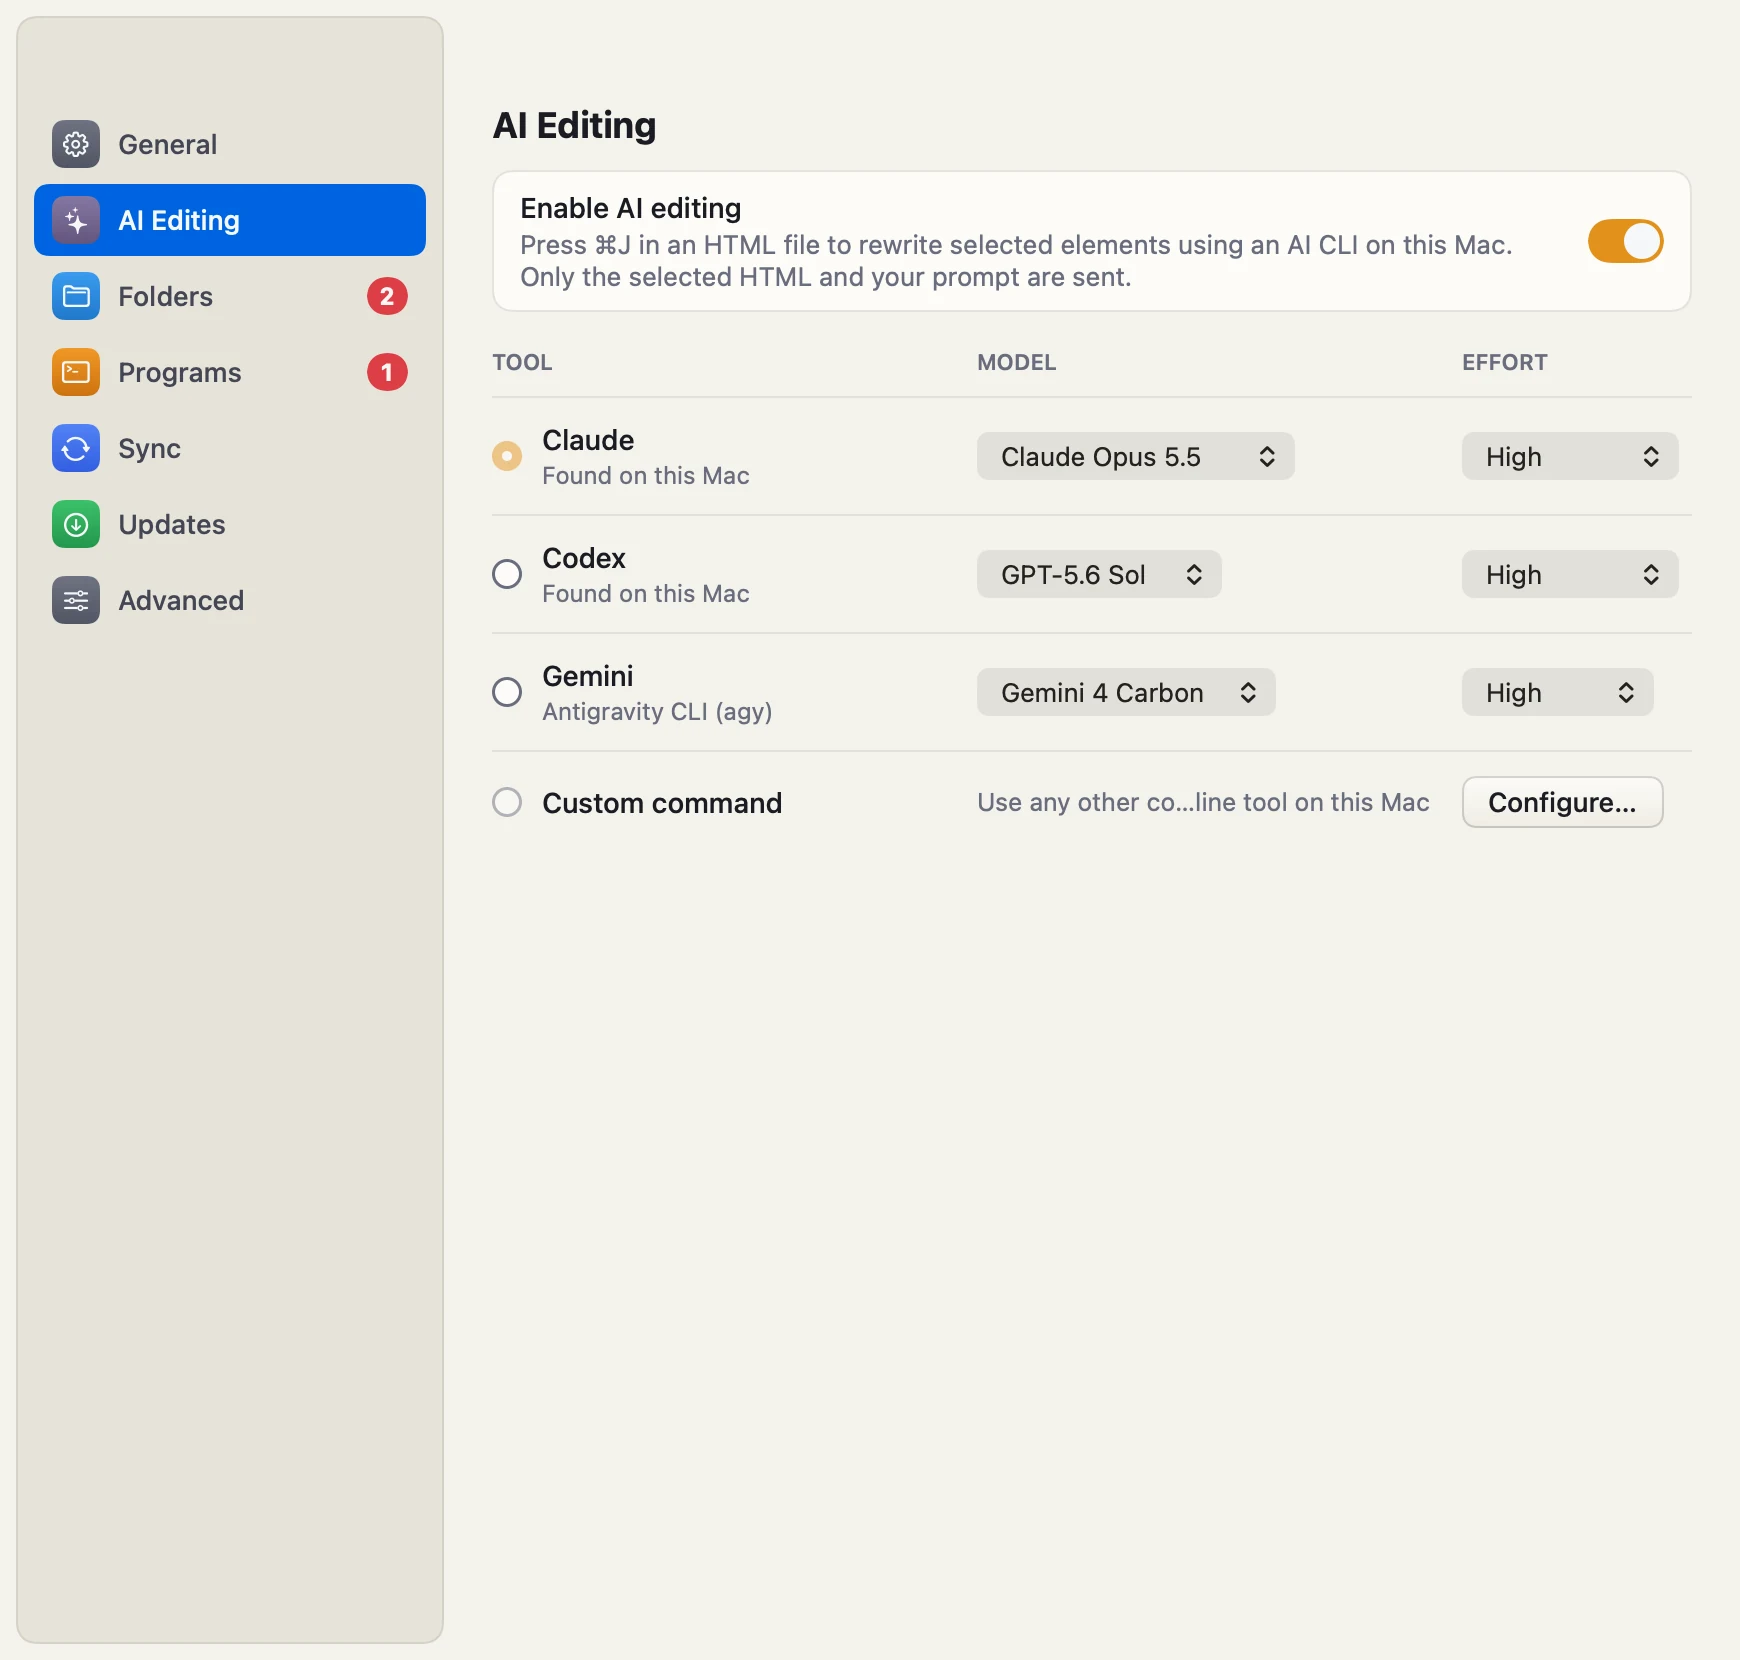 General
AI Editing
Folders
2
Programs
1
Sync
Updates
Advanced
AI Editing
Enable AI editing
Press ⌘J in an HTML file to rewrite selected elements using an AI CLI on this Mac.
Only the selected HTML and your prompt are sent.
TOOL
MODEL
EFFORT
Claude
Found on this Mac
Claude Opus 5.5
High
Codex
Found on this Mac
GPT-5.6 Sol
High
Gemini
Antigravity CLI (agy)
Gemini 4 Carbon
High
Custom command
Use any other co...line tool on this Mac
Configure...